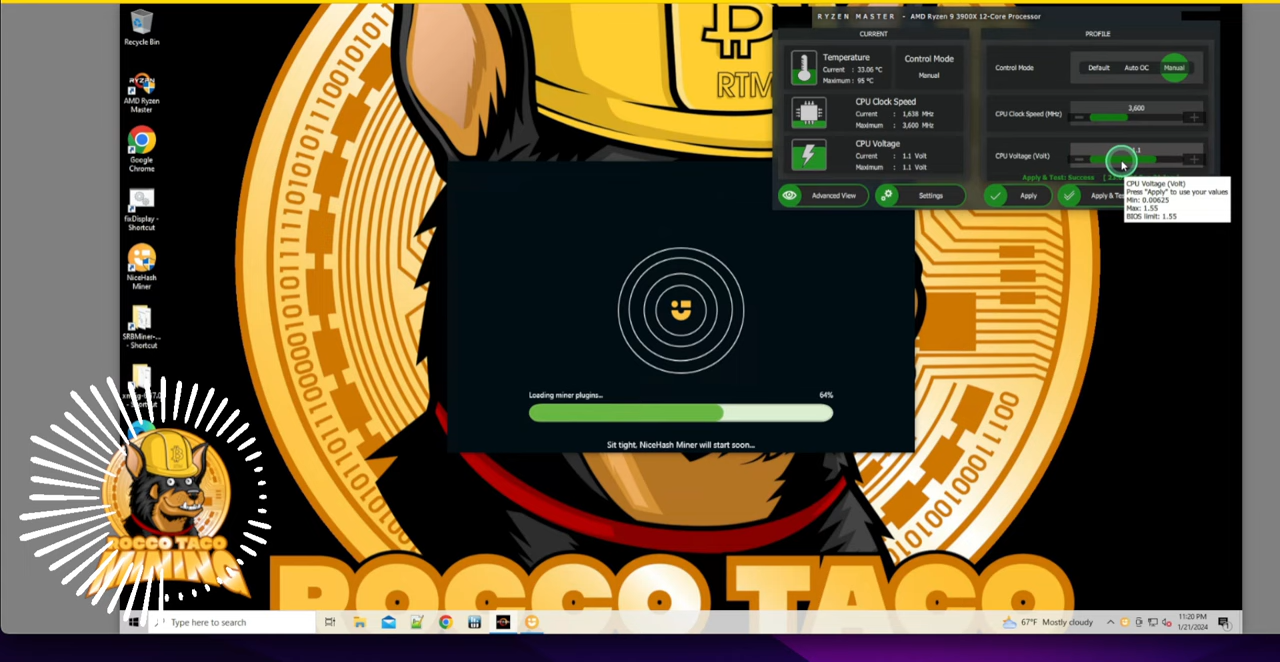 RTM
RYZEN MASTER - AMD Ryzen 9 3900X 12-Core Processor
CURRENT
Temperature
Current : 33.06 °C
Maximum : 95 °C
Control Mode
Manual
CPU Clock Speed
Current : 1,638 MHz
Maximum : 3,600 MHz
CPU Voltage
Current : 1.1 Volt
Maximum : 1.1 Volt
Advanced View
Settings
PROFILE
Control Mode
Default Auto OC Manual
CPU Clock Speed (MHz)
3,600
CPU Voltage (Volt)
1.1
Apply & Test: Success
Apply
Apply &
CPU Voltage (Volt)
Press "Apply" to use your values
Min: 0.00625
Max: 1.55
BIOS limit: 1.55
Recycle Bin
AMD Ryzen
Master
Google
Chrome
fixDisplay -
Shortcut
NiceHash
Miner
SRBMiner-...
- Shortcut
Loading miner plugins... 64%
Sit tight, NiceHash Miner will start soon...
ROCCO TACO
MINING
ROCCO TACO
Type here to search
67°F Mostly cloudy
11:20 PM
1/21/2024